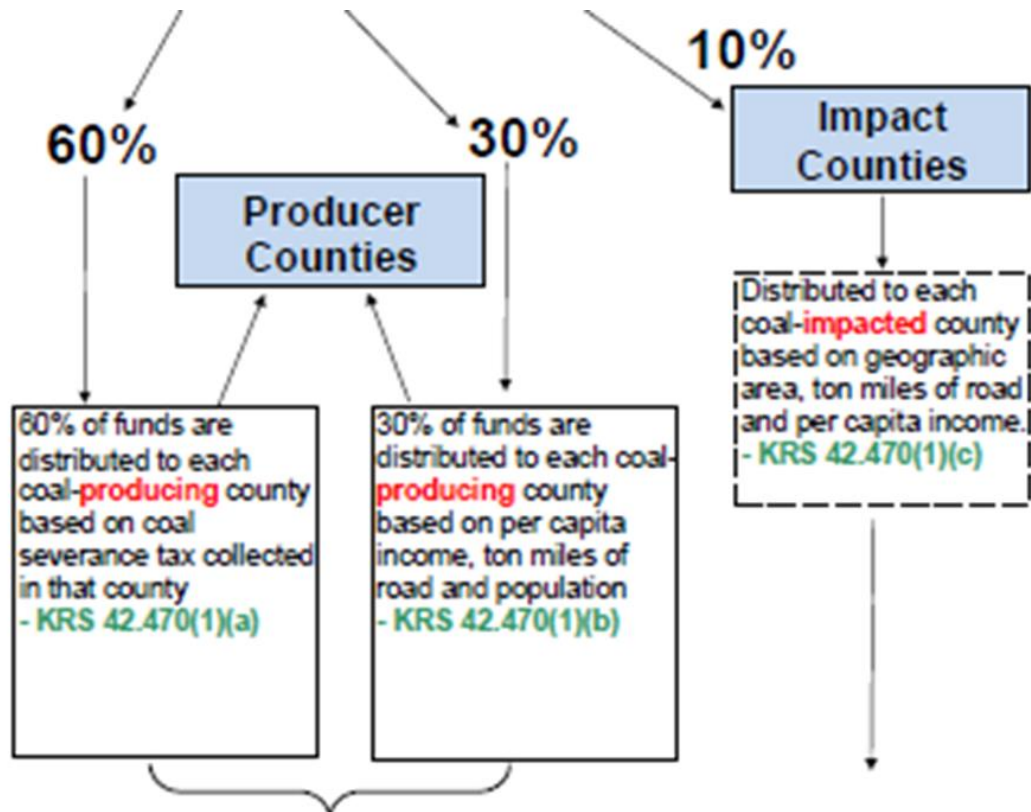 10%
60%
30%
Impact
Counties
Producer
Counties
Distributed to each
coal-impacted county
based on geographic
area, ton miles of road
and per capita income.
- KRS 42.470(1)(c)
60% of funds are
distributed to each
coal-producing county
based on coal
severance tax collected
in that county
- KRS 42.470(1)(a)
30% of funds are
distributed to each coal-
producing county
based on per capita
income, ton miles of
road and population
- KRS 42.470(1)(b)